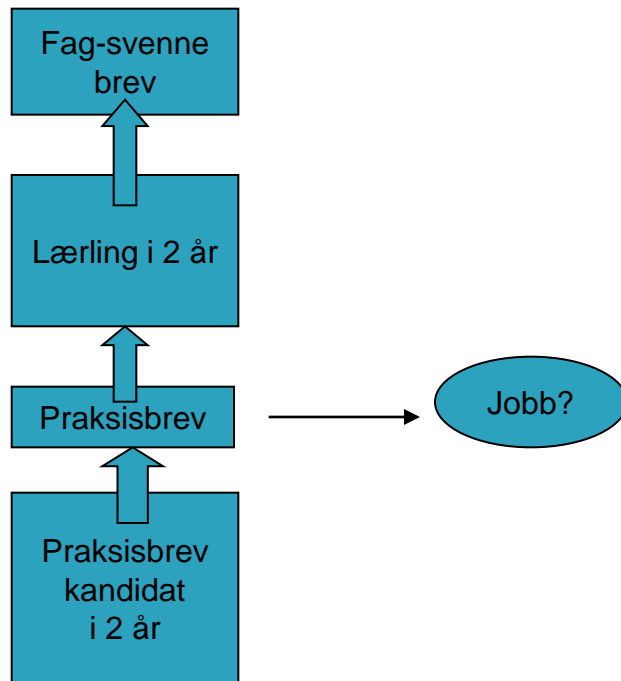 Fag-svenne
brev
Lærling i 2 år
Praksisbrev
Jobb?
Praksisbrev
kandidat
i 2 år